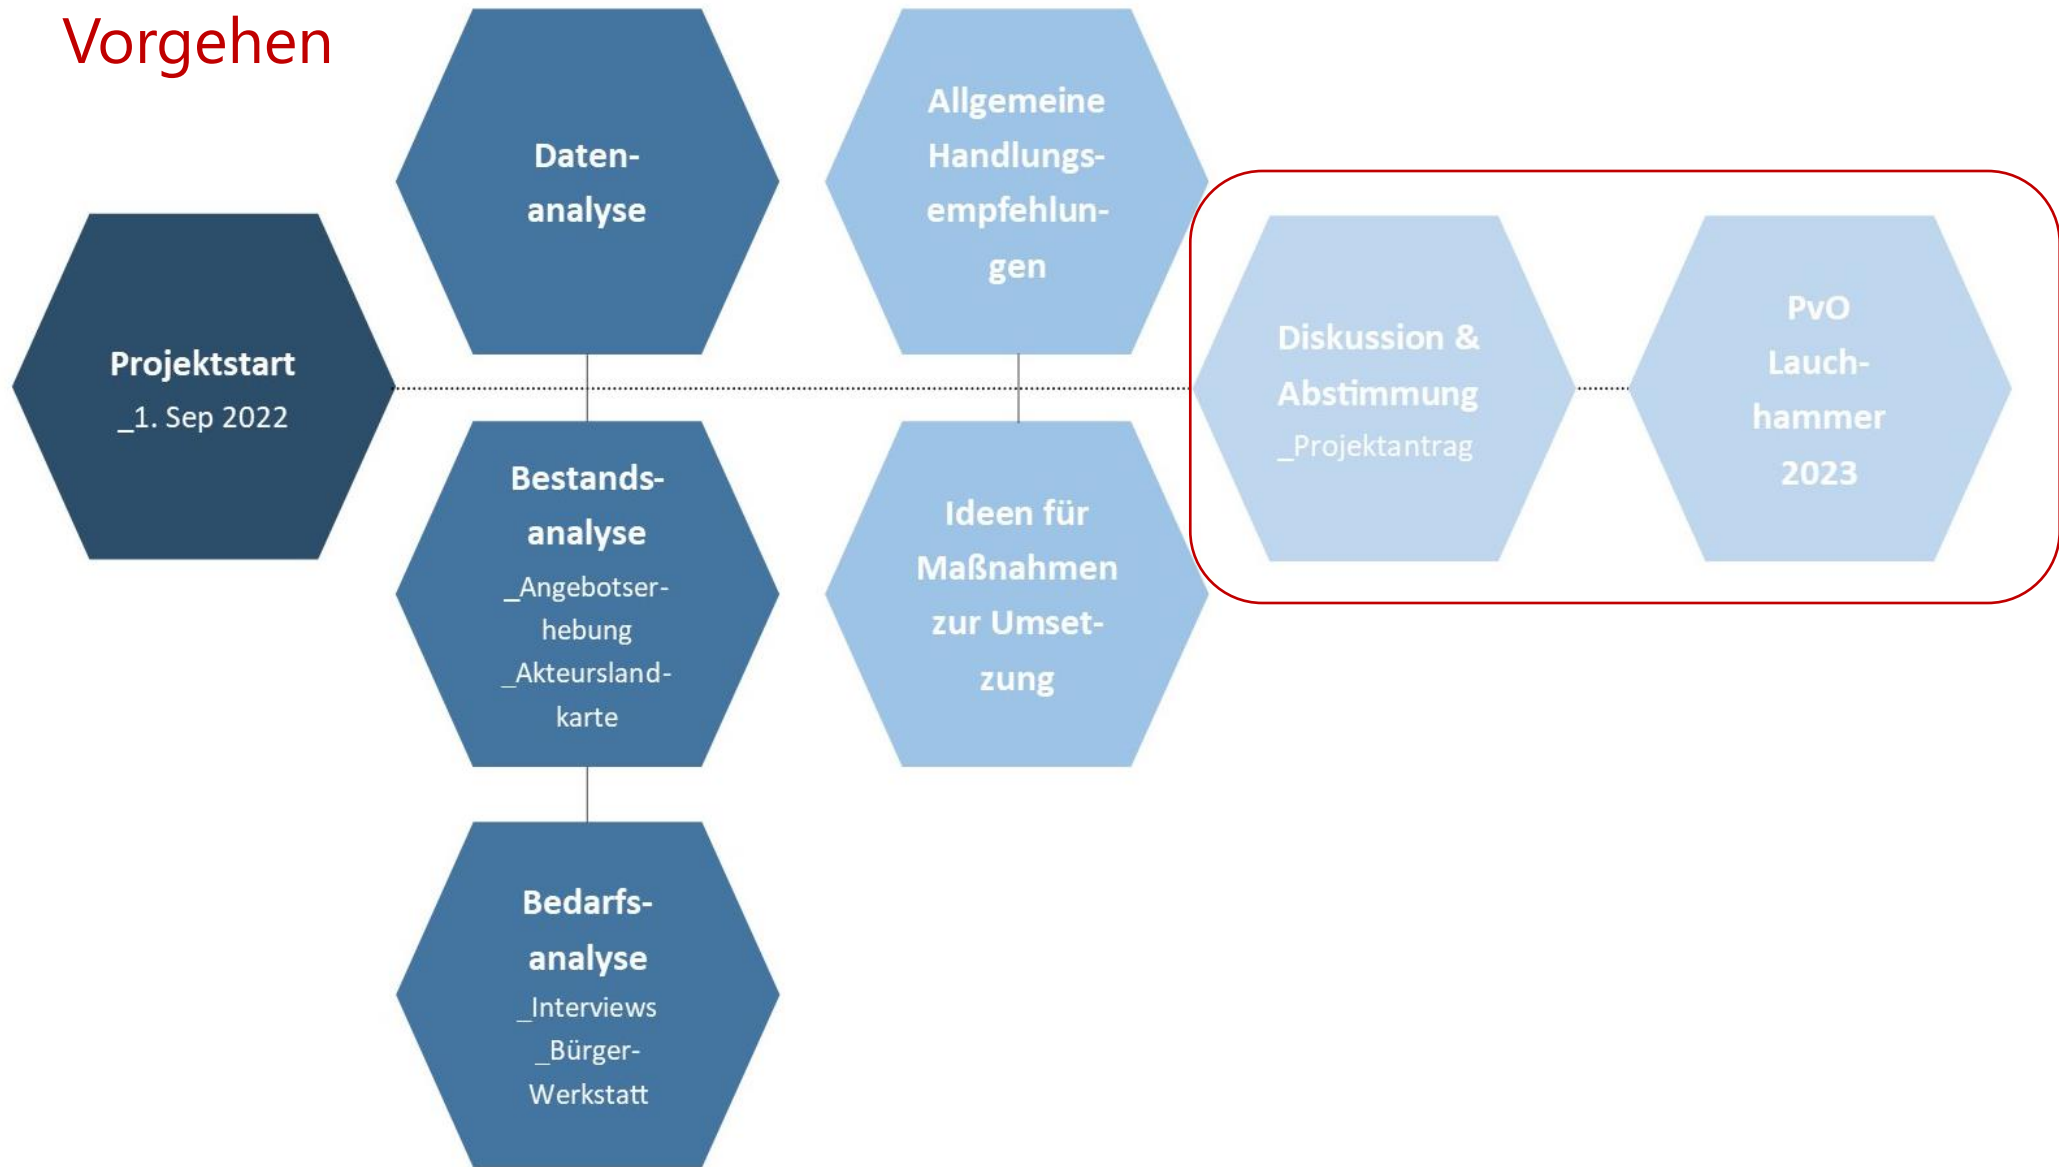 Vorgehen
Projektstart
_1. Sep 2022
Daten-
analyse
Bestands-
analyse
_Angebotser-
hebung
_Akteursland-
karte
Bedarfs-
analyse
_Interviews
_Bürger-
Werkstatt
Allgemeine
Handlungs-
empfehlun-
gen
Ideen für
Maßnahmen
zur Umset-
zung
Diskussion &
Abstimmung
_Projektantrag
PvO
Lauch-
hammer
2023